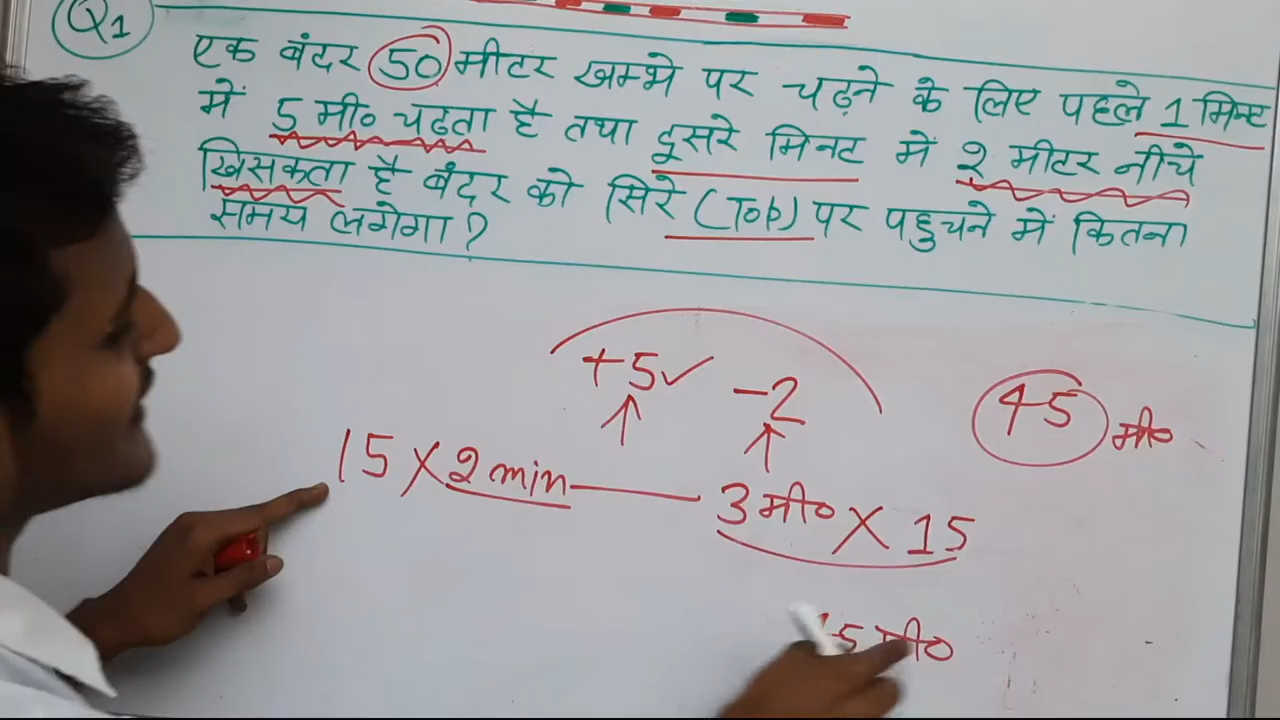 Q1
एक बंदर 50 मीटर खम्भे पर चढ़ने के लिए पहले 1 मिनट
में 5 मी० चढता है तथा दूसरे मिनट में 2 मीटर नीचे
खिसकता है बंदर को सिरे (Top) पर पहुचने में कितना
समय लगेगा?
+5✓ -2
45 मी०
15 × 2 min — 3 मी० × 15
5 मी०